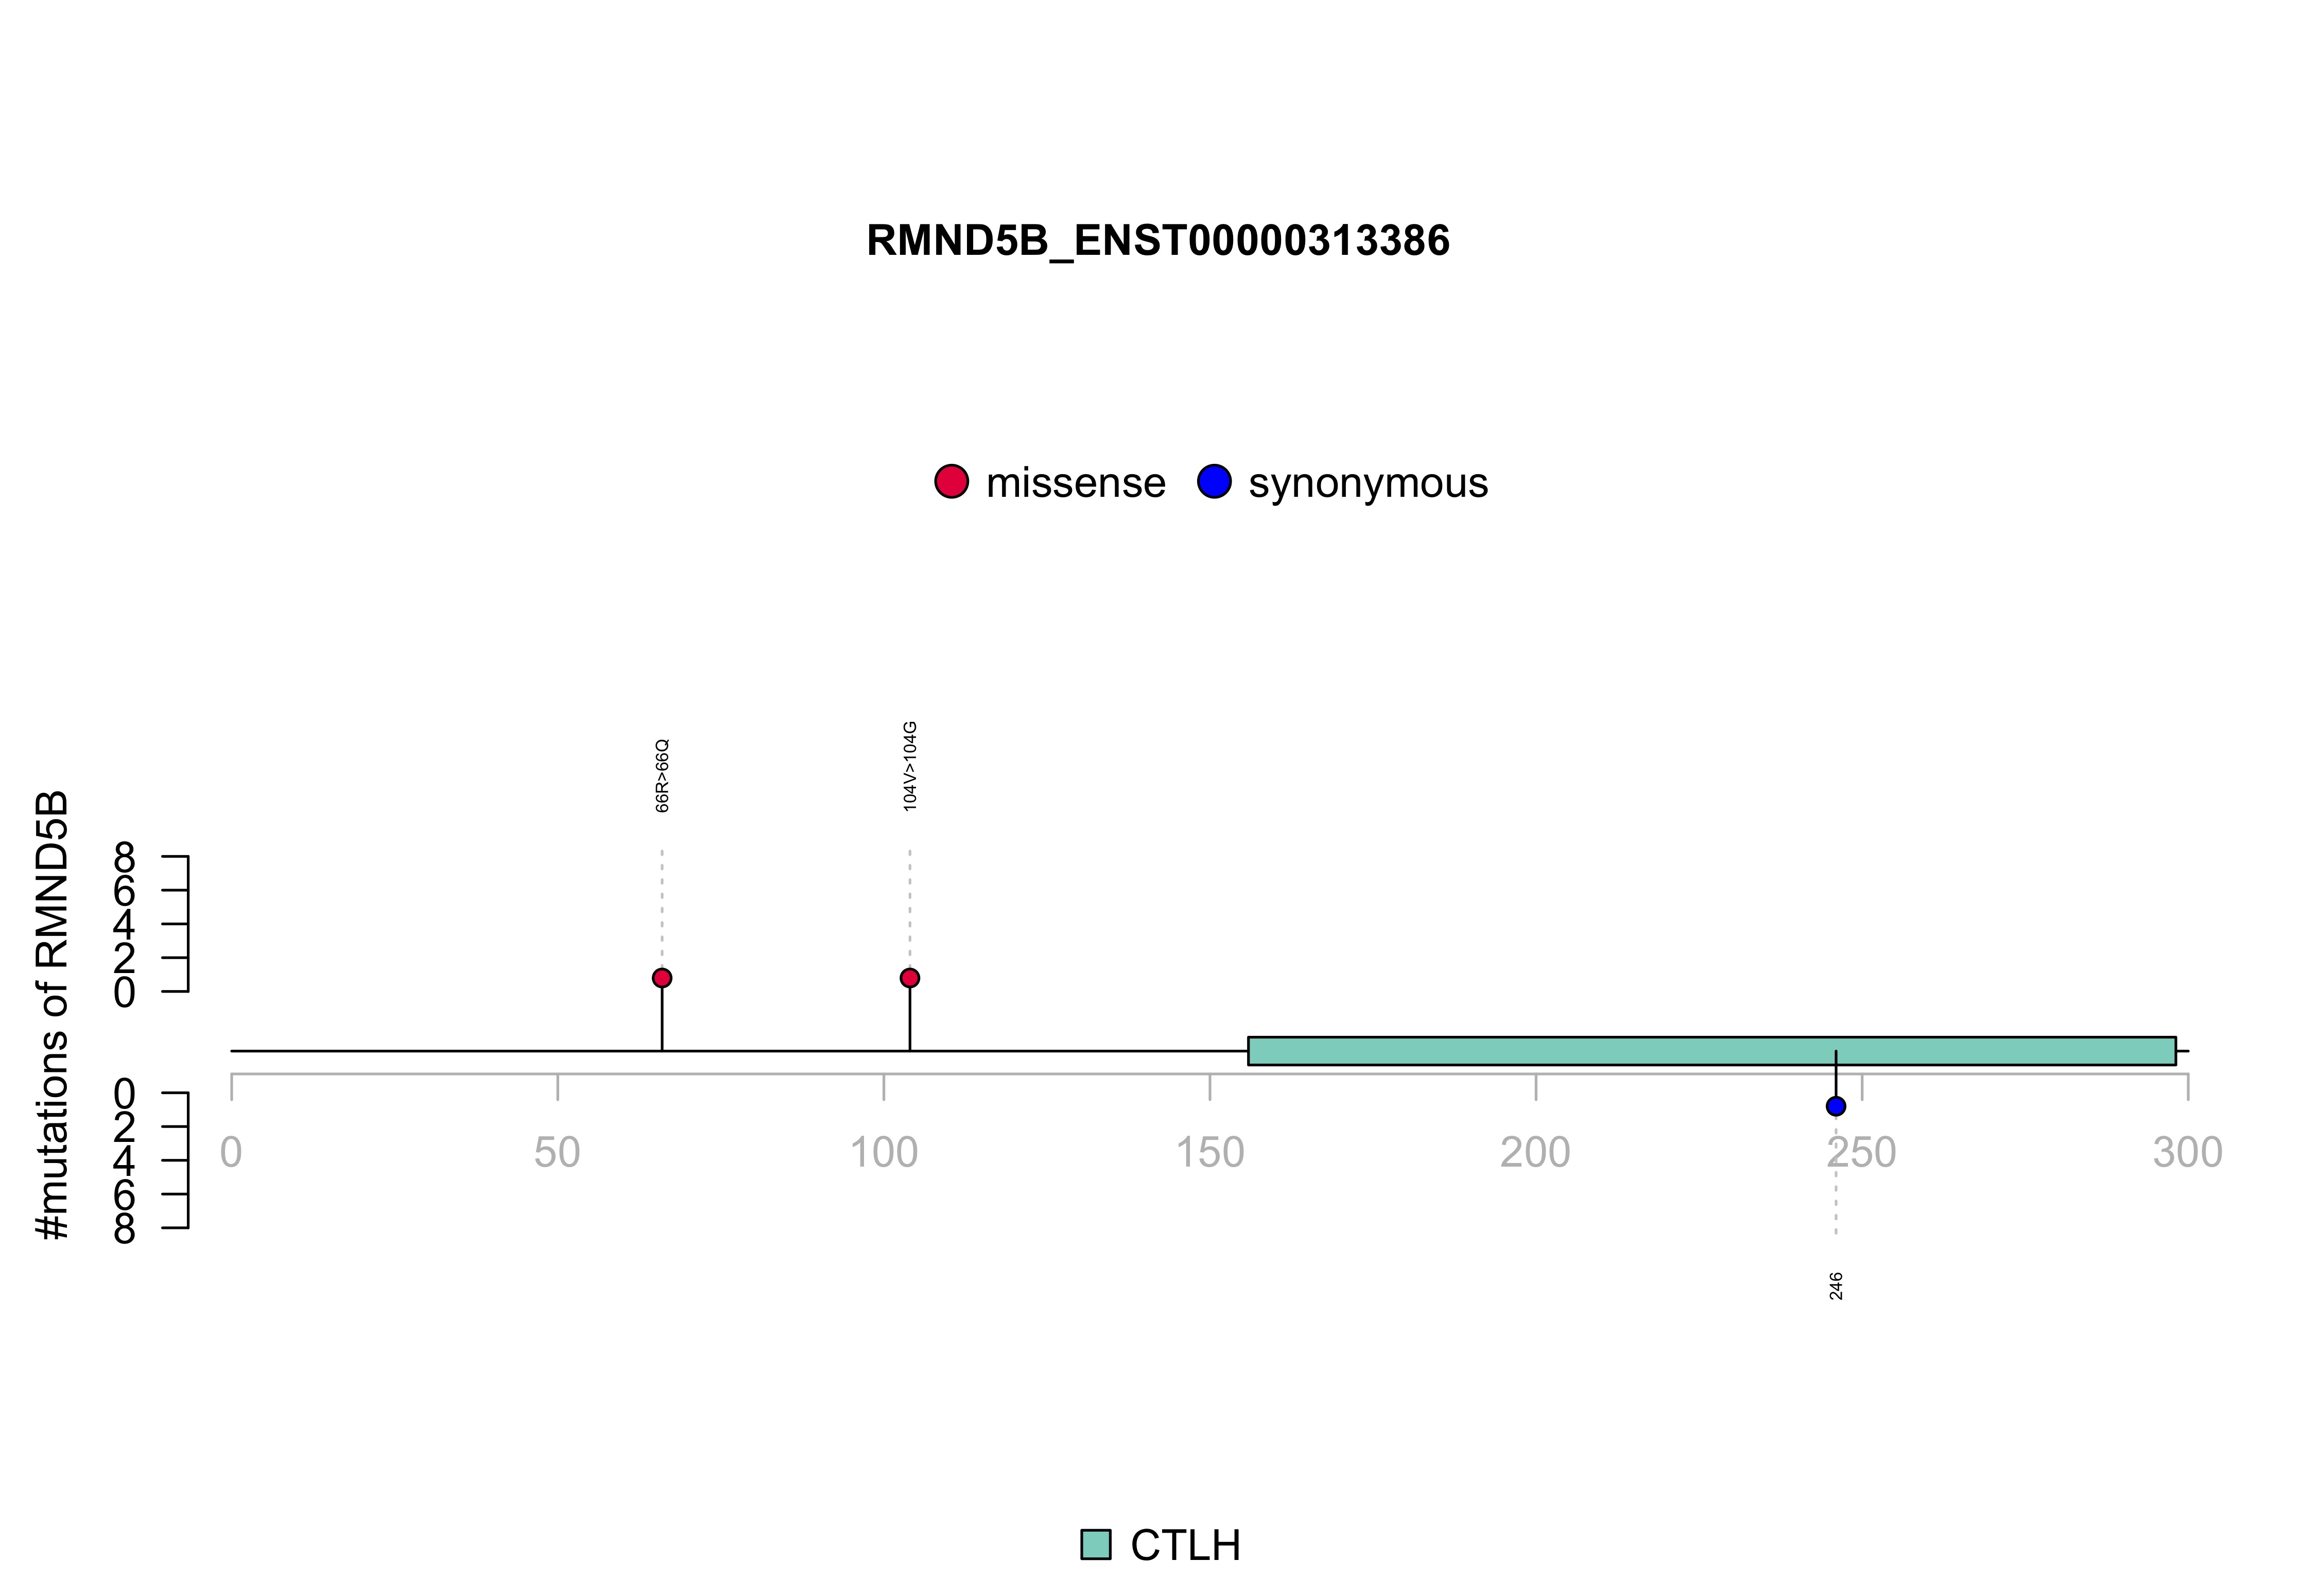 RMND5B_ENST00000313386
missense synonymous
66R>66Q
104V>104G
#mutations of RMND5B
8
6
4
2
0
0
2
4
6
8
0 50 100 150 200 250 300
246
CTLH